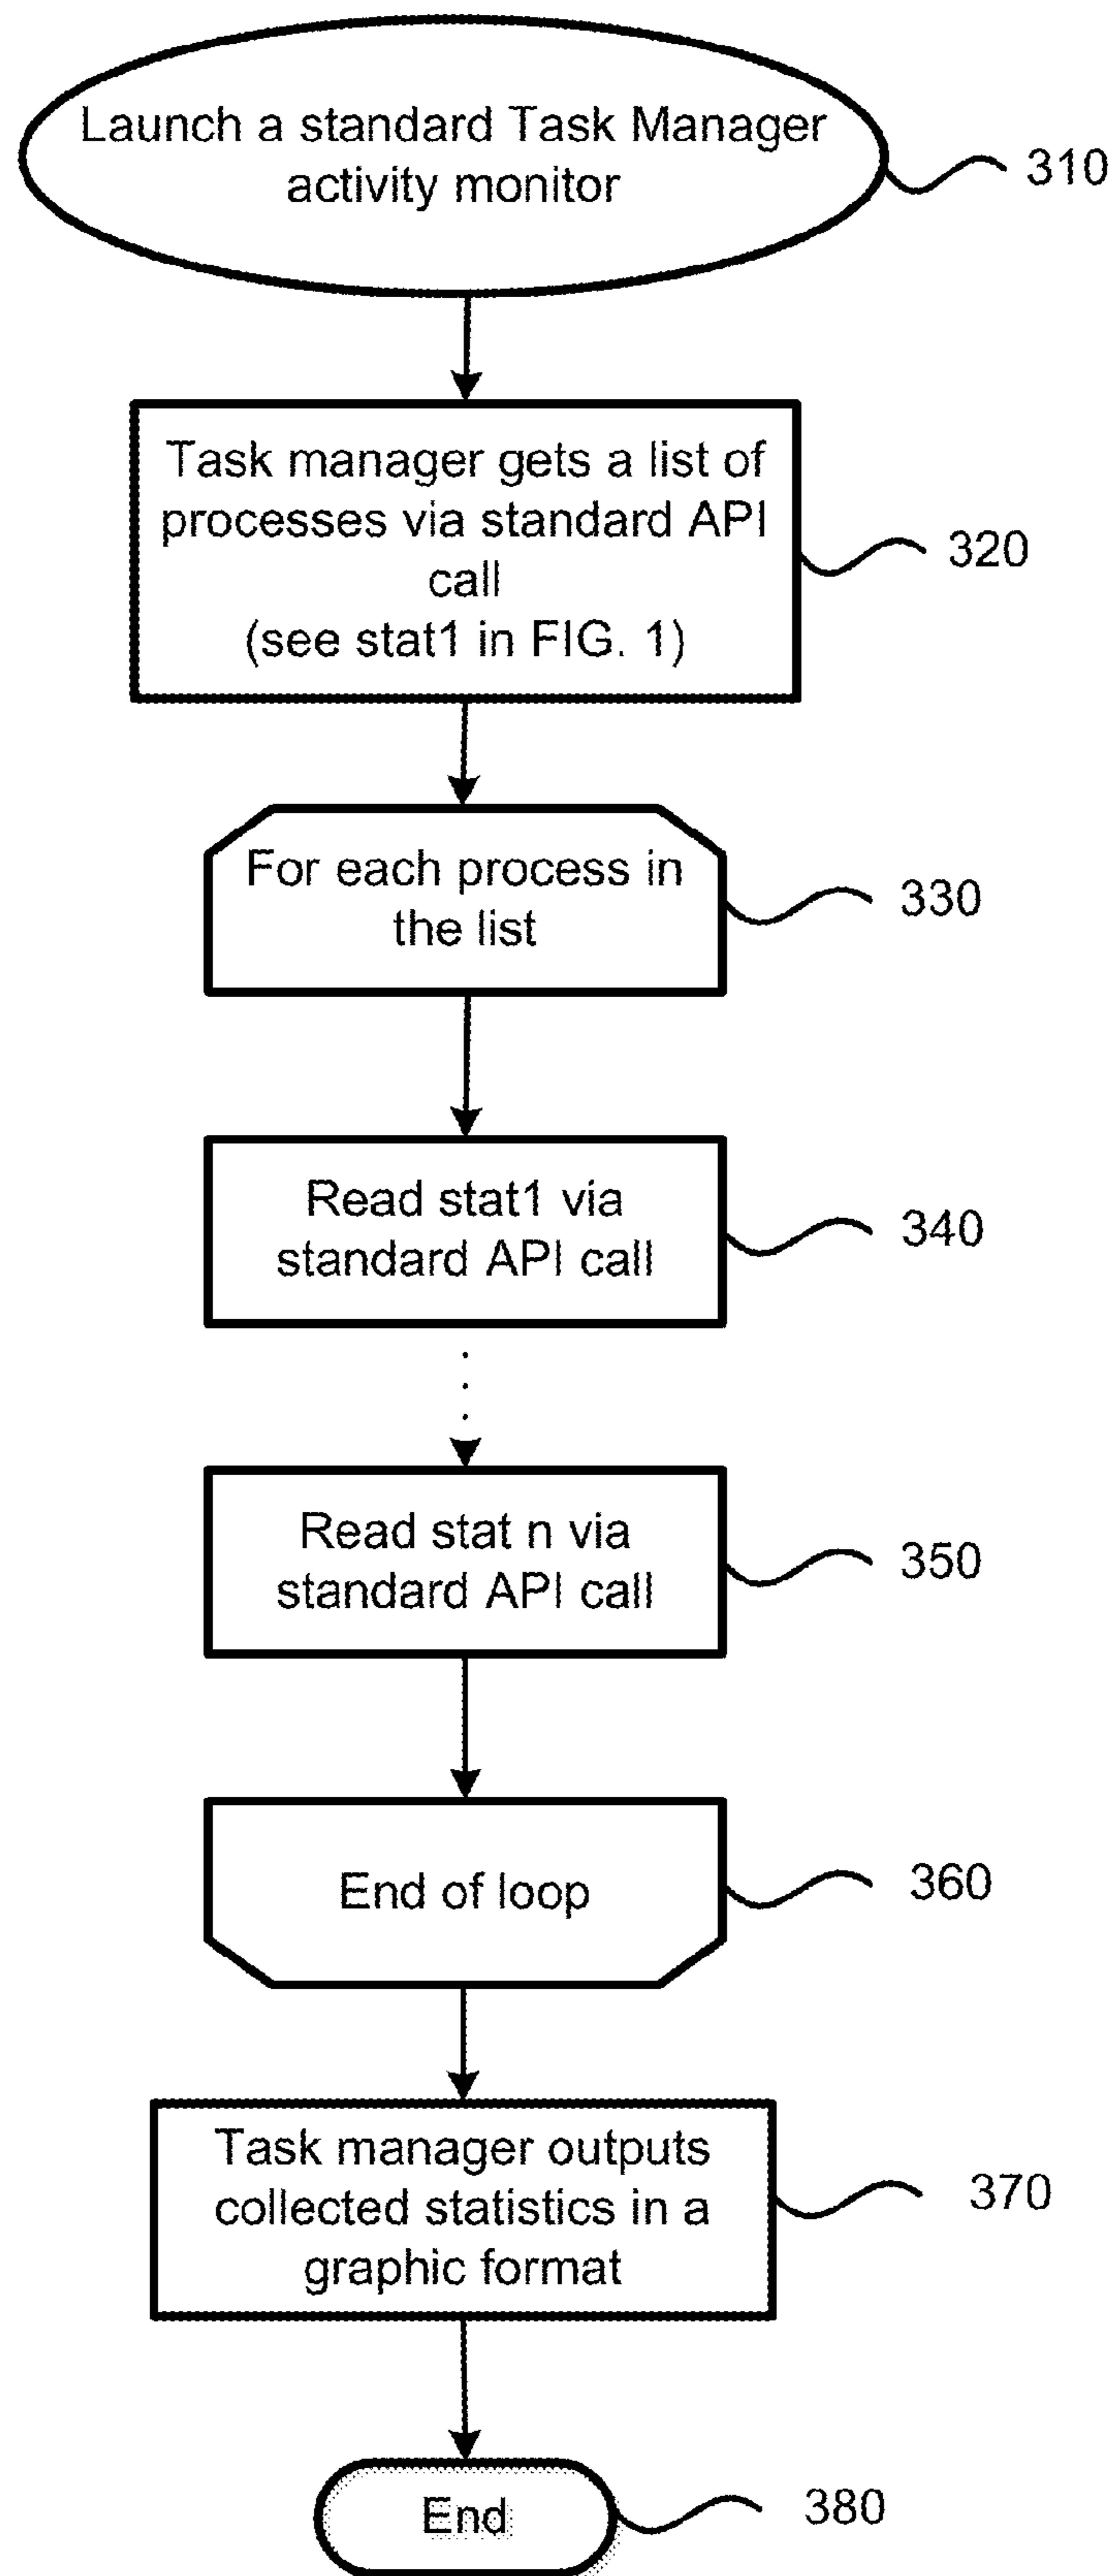 Launch a standard Task Manager
activity monitor
310
Task manager gets a list of
processes via standard API
call
(see stat1 in FIG. 1)
320
For each process in
the list
330
Read stat1 via
standard API call
340
Read stat n via
standard API call
350
End of loop
360
Task manager outputs
collected statistics in a
graphic format
370
End
380